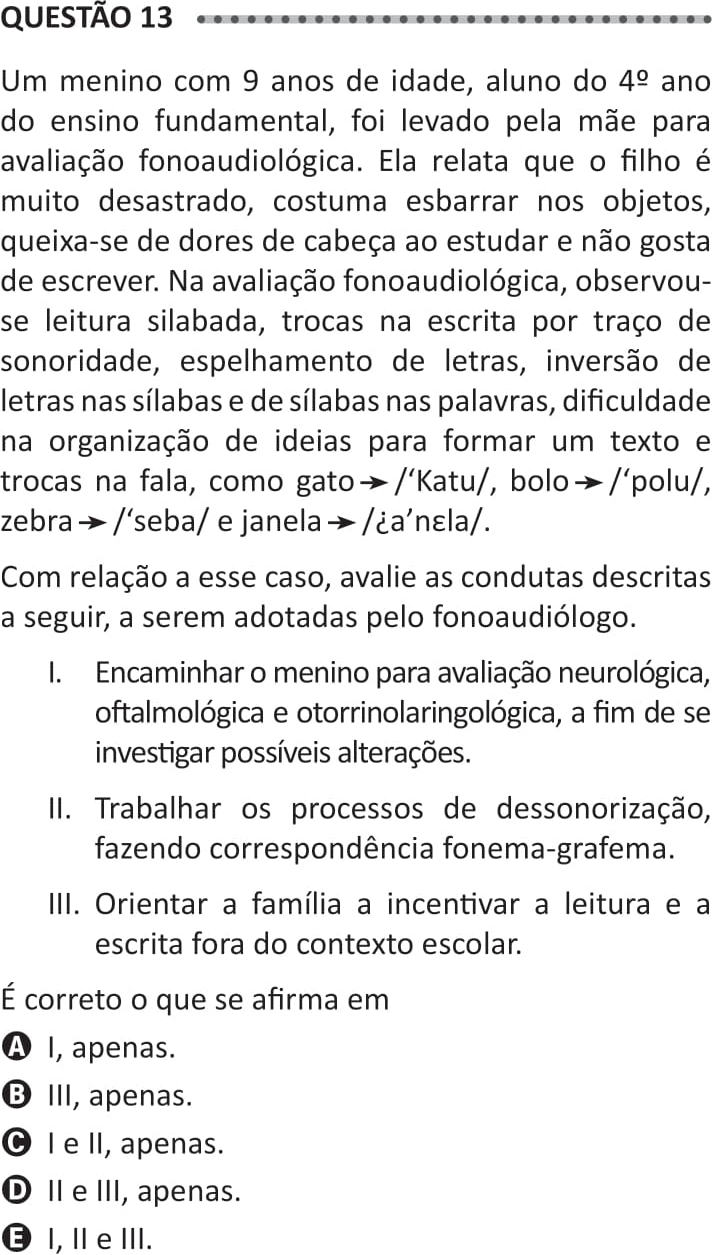 QUESTÃO 13
Um menino com 9 anos de idade, aluno do 4º ano
do ensino fundamental, foi levado pela mãe para
avaliação fonoaudiológica. Ela relata que o filho é
muito desastrado, costuma esbarrar nos objetos,
queixa-se de dores de cabeça ao estudar e não gosta
de escrever. Na avaliação fonoaudiológica, observou-
se leitura silabada, trocas na escrita por traço de
sonoridade, espelhamento de letras, inversão de
letras nas sílabas e de sílabas nas palavras, dificuldade
na organização de ideias para formar um texto e
trocas na fala, como gato➔/‘Katu/, bolo➔/‘polu/,
zebra➔/‘seba/ e janela➔/¿a’nɛla/.
Com relação a esse caso, avalie as condutas descritas
a seguir, a serem adotadas pelo fonoaudiólogo.
I. Encaminhar o menino para avaliação neurológica,
oftalmológica e otorrinolaringológica, a fim de se
investigar possíveis alterações.
II. Trabalhar os processos de dessonorização,
fazendo correspondência fonema-grafema.
III. Orientar a família a incentivar a leitura e a
escrita fora do contexto escolar.
É correto o que se afirma em
A I, apenas.
B III, apenas.
C I e II, apenas.
D II e III, apenas.
E I, II e III.